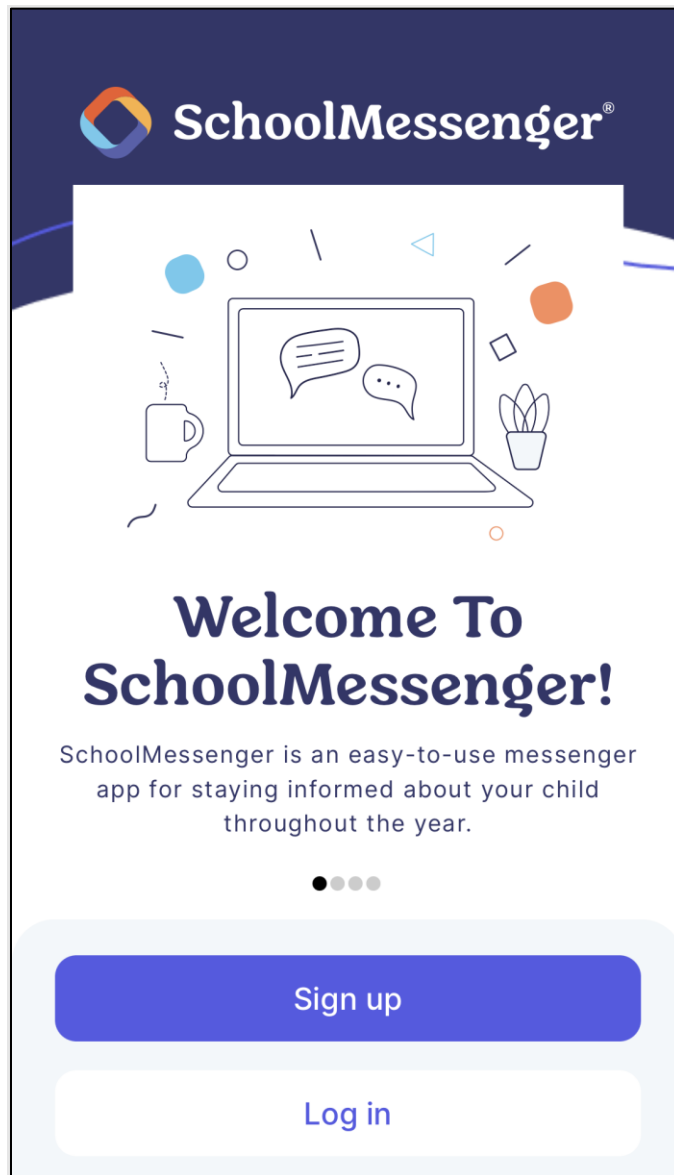 SchoolMessenger®
Welcome To
SchoolMessenger!
SchoolMessenger is an easy-to-use messenger
app for staying informed about your child
throughout the year.
Sign up
Log in